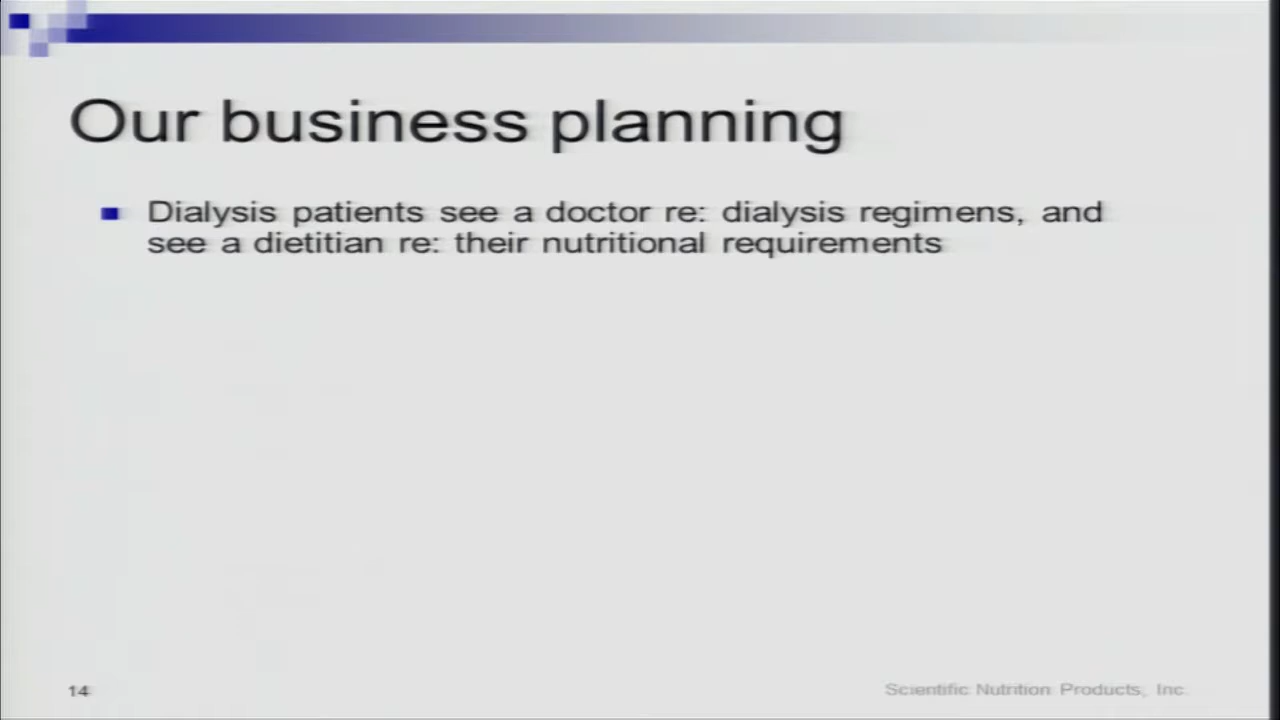 Our business planning
Dialysis patients see a doctor re: dialysis regimens, and
see a dietitian re: their nutritional requirements
14
Scientific Nutrition Products, Inc.